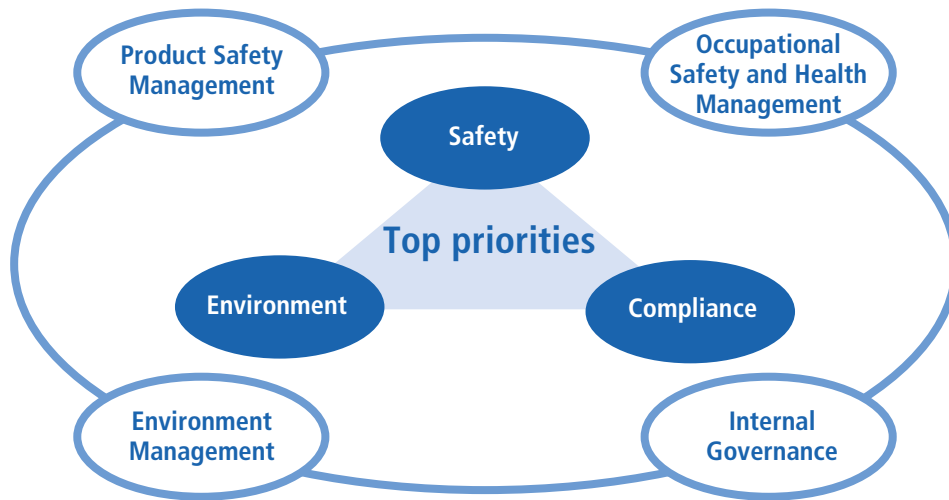 Product Safety
Management
Occupational
Safety and Health
Management
Safety
Top priorities
Environment
Compliance
Environment
Management
Internal
Governance